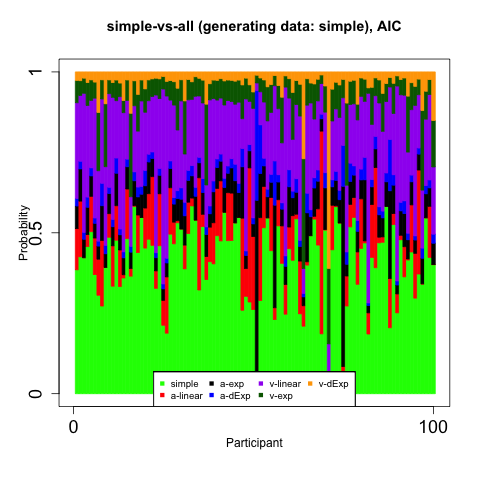 simple-vs-all (generating data: simple), AIC
1
Probability
0.5
0
simple a-exp v-linear v-dExp
a-linear a-dExp v-exp
0 100
Participant